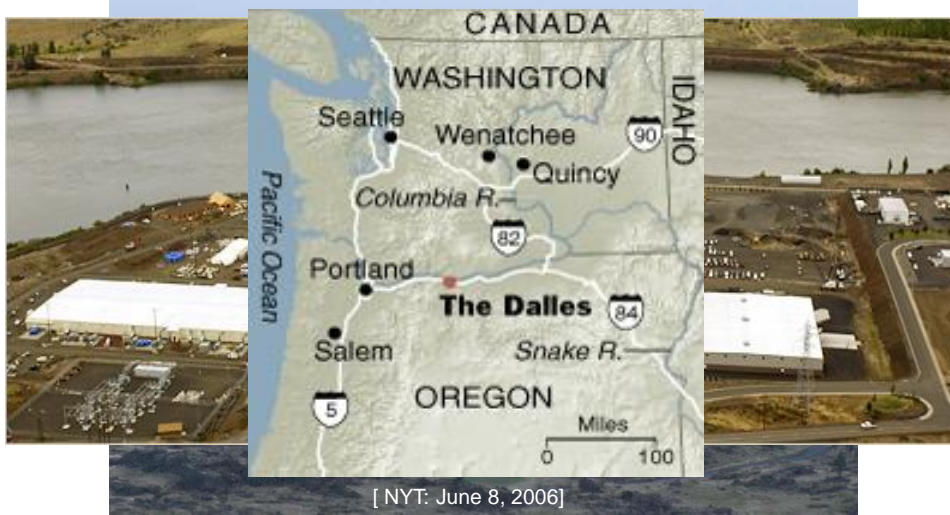 CANADA
WASHINGTON
IDAHO
Seattle
Wenatchee
90
Quincy
Columbia R.
Pacific Ocean
82
Portland
The Dalles
84
Salem
Snake R.
5
OREGON
Miles
0 100
[ NYT: June 8, 2006]